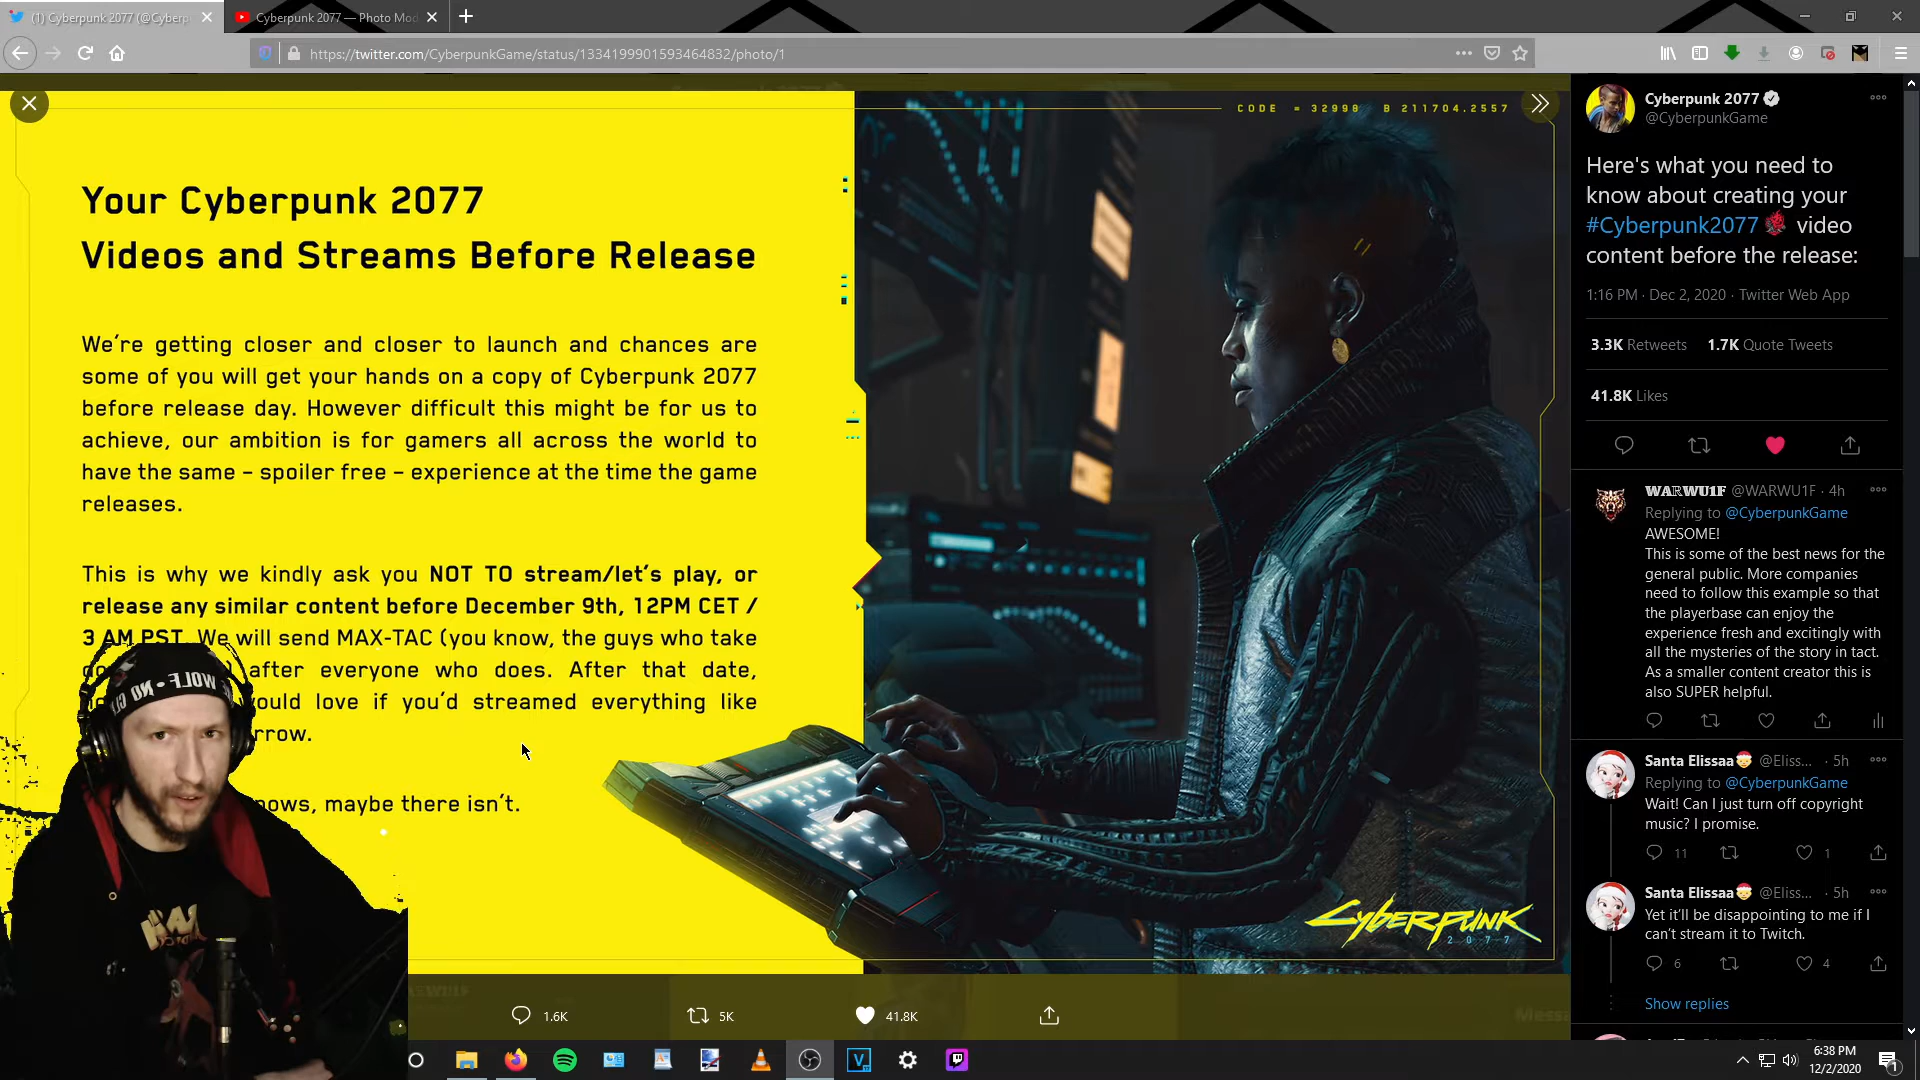 (1) Cyberpunk 2077 (@Cyberp
Cyberpunk 2077 — Photo Mod
https://twitter.com/CyberpunkGame/status/1334199901593464832/photo/1
CODE = 32990 B 211704.2557
Your Cyberpunk 2077
Videos and Streams Before Release
We're getting closer and closer to launch and chances are
some of you will get your hands on a copy of Cyberpunk 2077
before release day. However difficult this might be for us to
achieve, our ambition is for gamers all across the world to
have the same – spoiler free – experience at the time the game
releases.
This is why we kindly ask you NOT TO stream/let's play, or
release any similar content before December 9th, 12PM CET /
3 AM PST. We will send MAX-TAC (you know, the guys who take
after everyone who does. After that date,
ould love if you'd streamed everything like
rrow.
nows, maybe there isn't.
WOLF • NO
CYBERPUNK
2077
1.6K
5K
41.8K
Cyberpunk 2077
@CyberpunkGame
Here's what you need to
know about creating your
#Cyberpunk2077 video
content before the release:
1:16 PM · Dec 2, 2020 · Twitter Web App
3.3K Retweets 1.7K Quote Tweets
41.8K Likes
WARWU1F @WARWU1F · 4h
Replying to @CyberpunkGame
AWESOME!
This is some of the best news for the
general public. More companies
need to follow this example so that
the playerbase can enjoy the
experience fresh and excitingly with
all the mysteries of the story in tact.
As a smaller content creator this is
also SUPER helpful.
Santa Elissaa @Eliss... · 5h
Replying to @CyberpunkGame
Wait! Can I just turn off copyright
music? I promise.
11
1
Santa Elissaa @Eliss... · 5h
Yet it'll be disappointing to me if I
can't stream it to Twitch.
6
4
Show replies
6:38 PM
12/2/2020
1